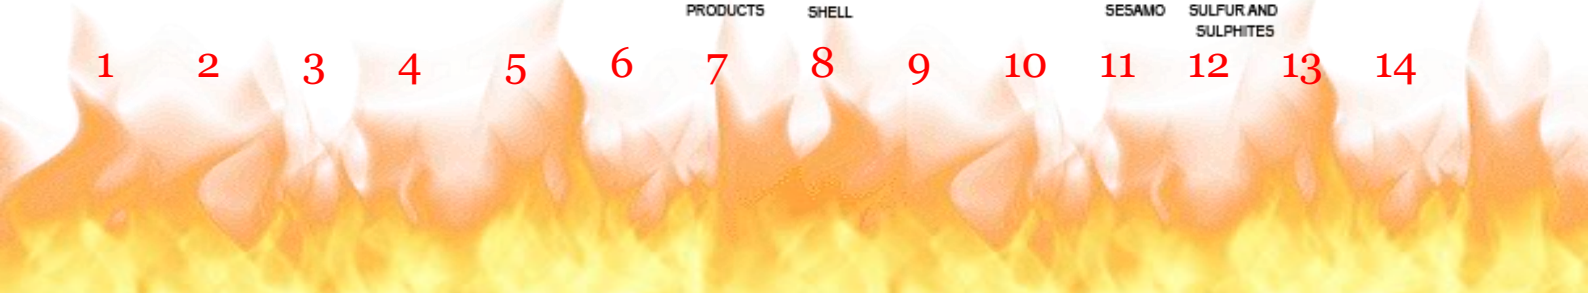 PRODUCTS SHELL SESAMO SULFUR AND
SULPHITES
1 2 3 4 5 6 7 8 9 10 11 12 13 14